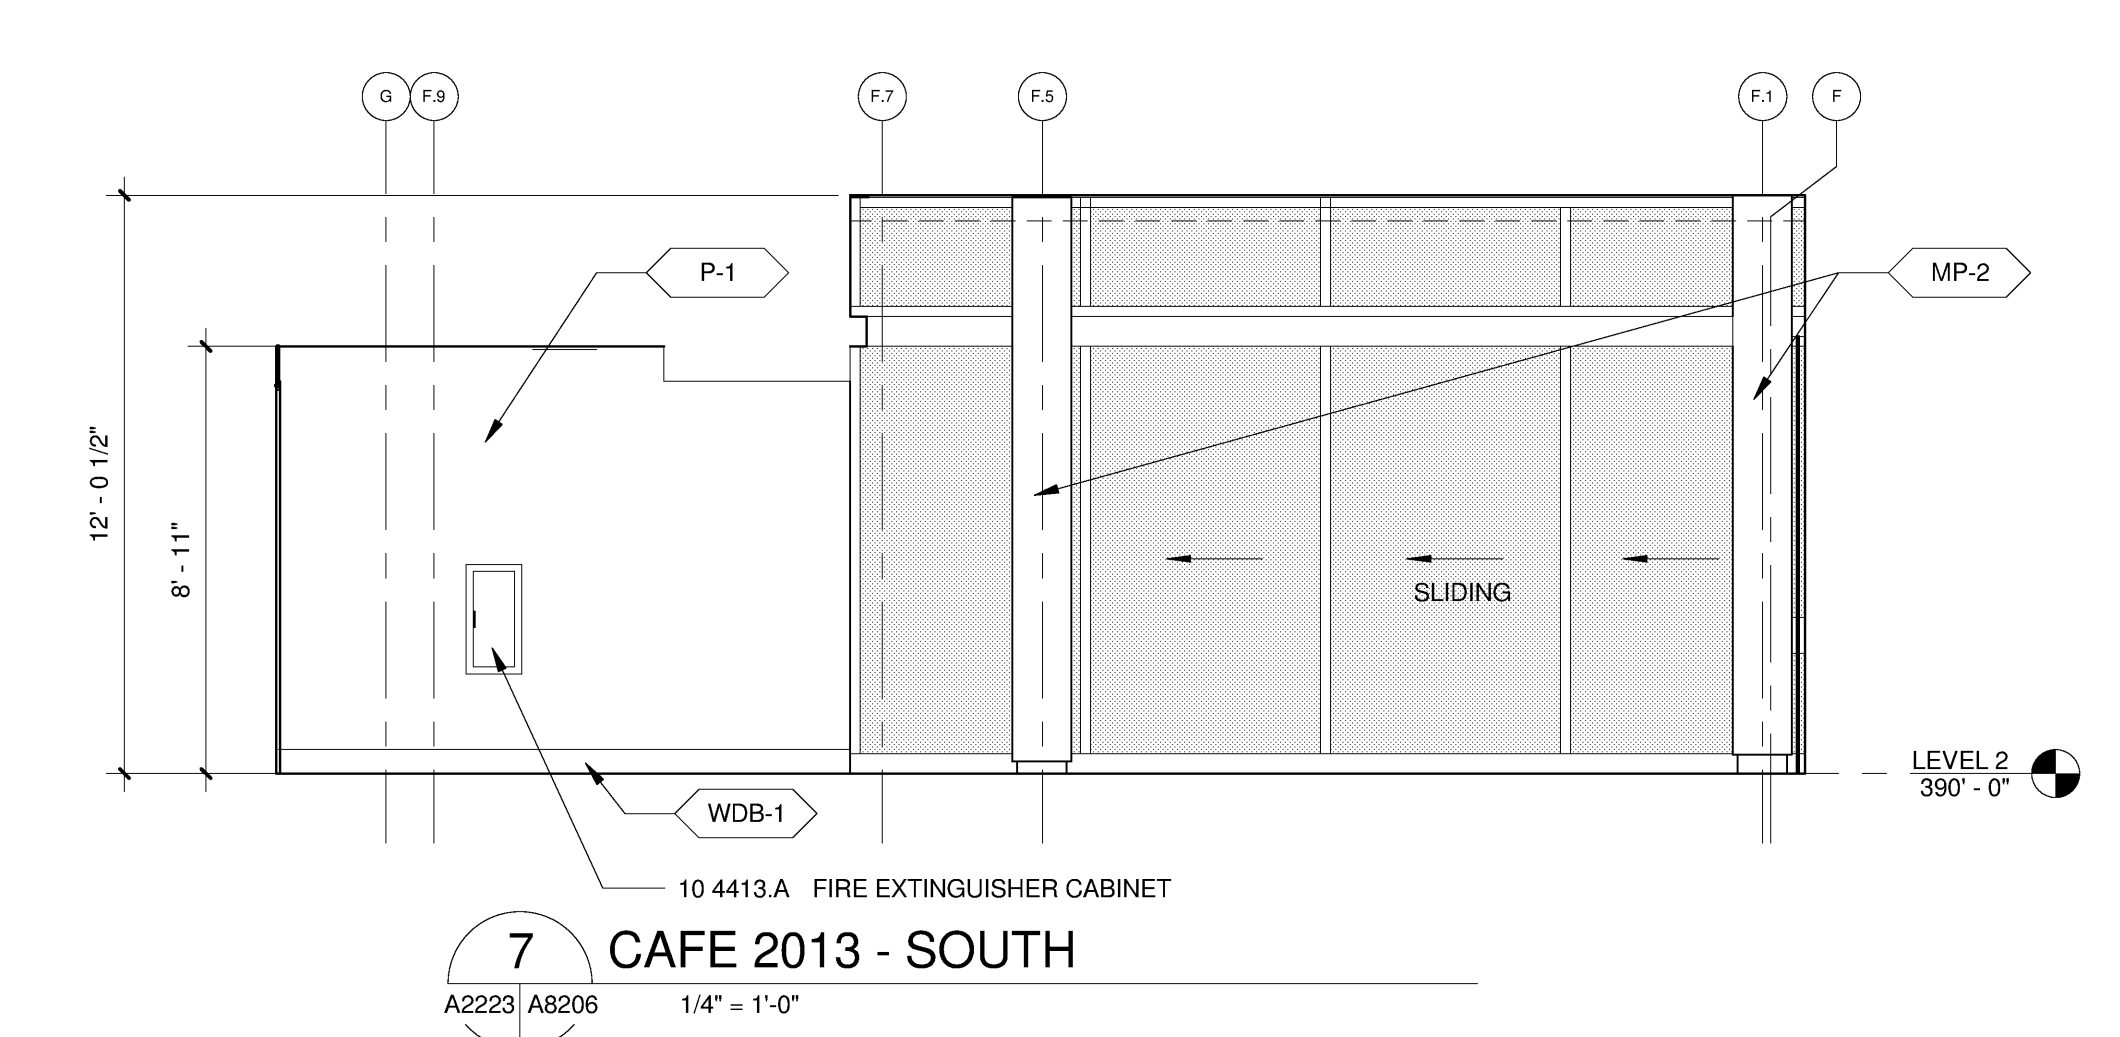 G F.9 F.7 F.5 F.1 F
P-1
MP-2
12' - 0 1/2"
8' - 11"
SLIDING
LEVEL 2
390' - 0"
WDB-1
10 4413.A FIRE EXTINGUISHER CABINET
7 CAFE 2013 - SOUTH
A2223 A8206 1/4" = 1'-0"